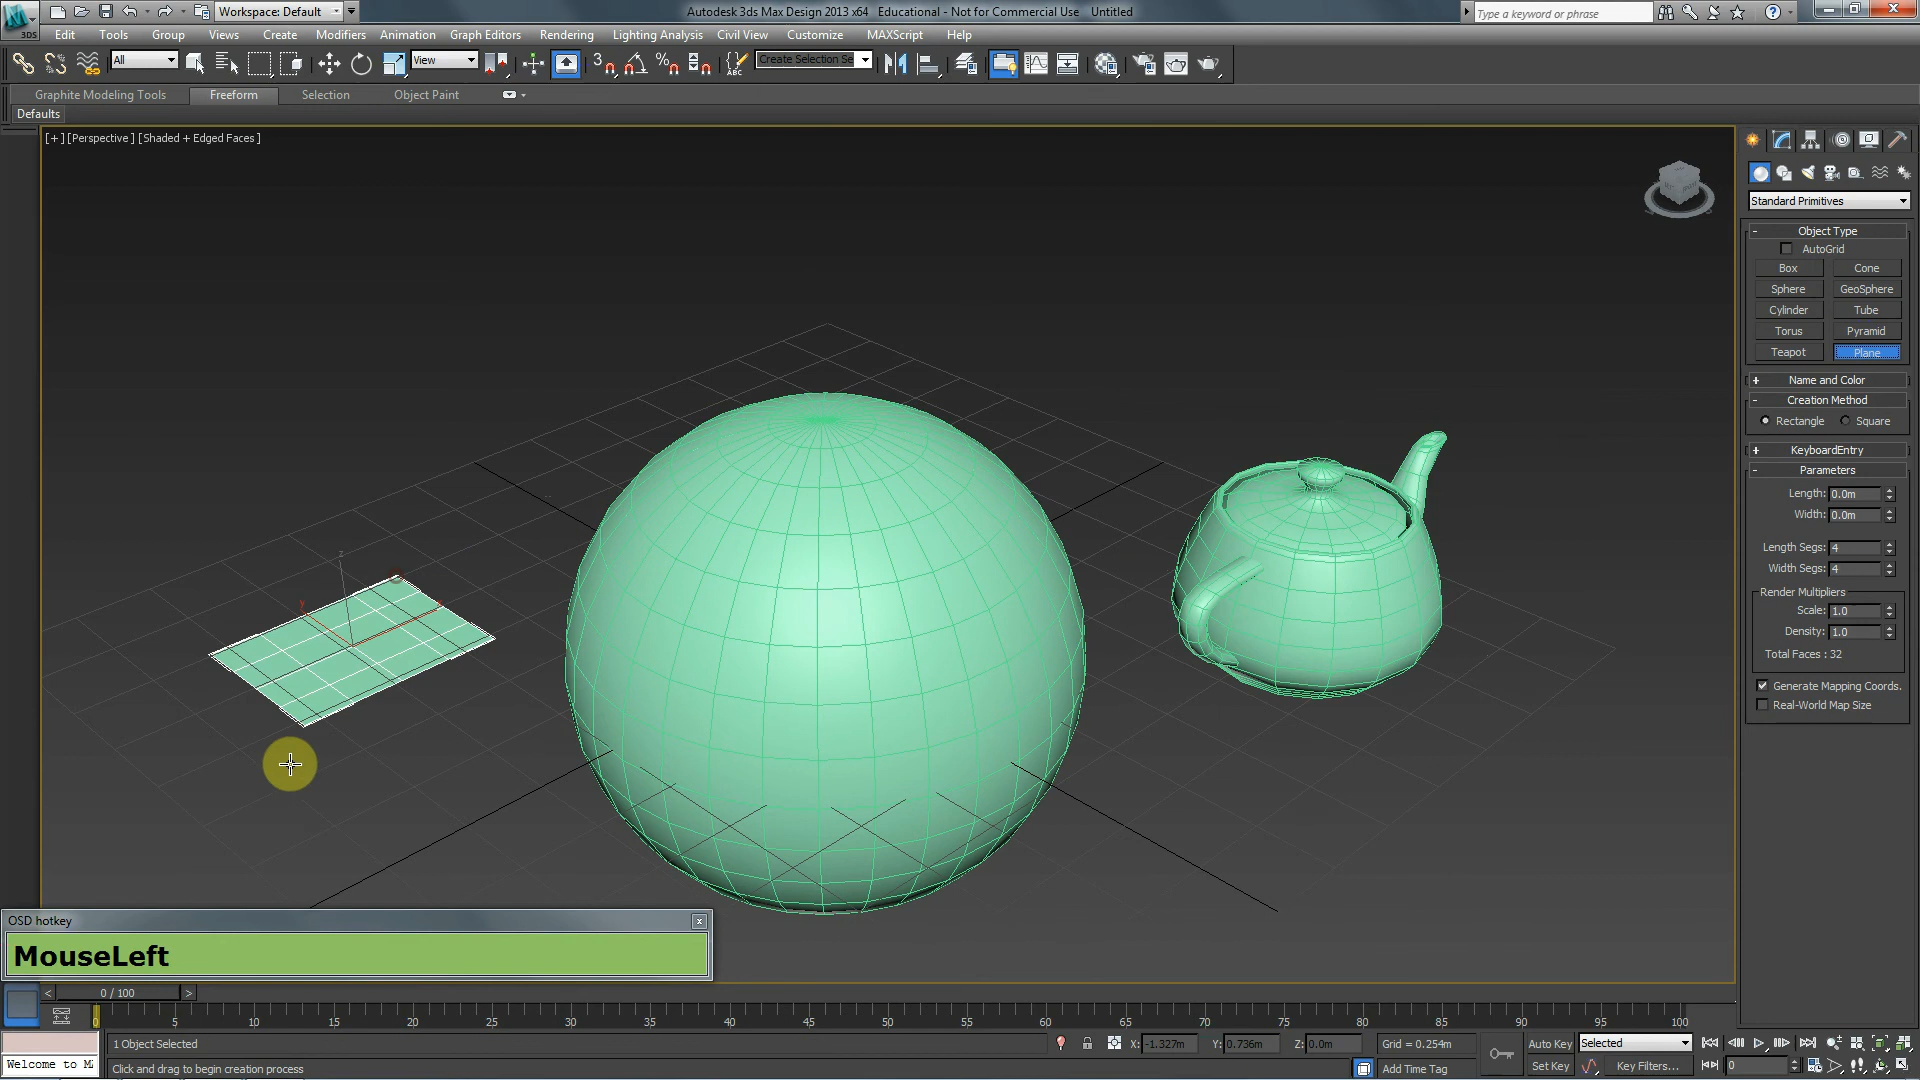 Workspace: Default
Autodesk 3ds Max Design 2013 x64 Educational - Not for Commercial Use Untitled
Type a keyword or phrase
3DS
Edit Tools Group Views Create Modifiers Animation Graph Editors Rendering Lighting Analysis Civil View Customize MAXScript Help
All View 3 Create Selection Se
Graphite Modeling Tools Freeform Selection Object Paint
Defaults
[+] [Perspective] [Shaded + Edged Faces]
Standard Primitives
- Object Type
AutoGrid
Box Cone
Sphere GeoSphere
Cylinder Tube
Torus Pyramid
Teapot Plane
+ Name and Color
- Creation Method
Rectangle Square
+ KeyboardEntry
- Parameters
Length: 0.0m
Width: 0.0m
Length Segs: 4
Width Segs: 4
Render Multipliers
Scale: 1.0
Density: 1.0
Total Faces : 32
Generate Mapping Coords.
Real-World Map Size
z
y
OSD hotkey x
MouseLeft
< 0 / 100 >
5 10 15 20 25 30 35 40 45 50 55 60 65 70 75 80 85 90 95 100
1 Object Selected X: -1.327m Y: 0.736m Z: 0.0m Grid = 0.254m Auto Key Selected
Welcome to M Click and drag to begin creation process Add Time Tag Set Key Key Filters... 0